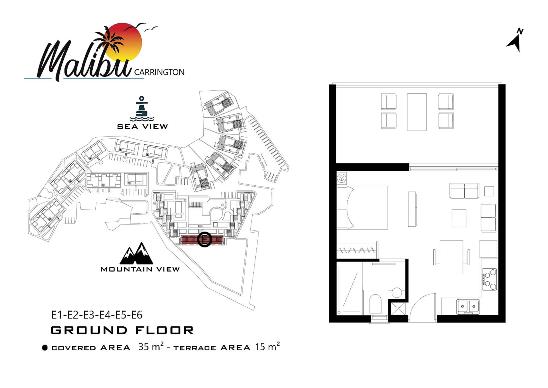 Malibu CARRINGTON
N
SEA VIEW
MOUNTAIN VIEW
E1-E2-E3-E4-E5-E6
GROUND FLOOR
● COVERED AREA 35 m² - TERRACE AREA 15 m²